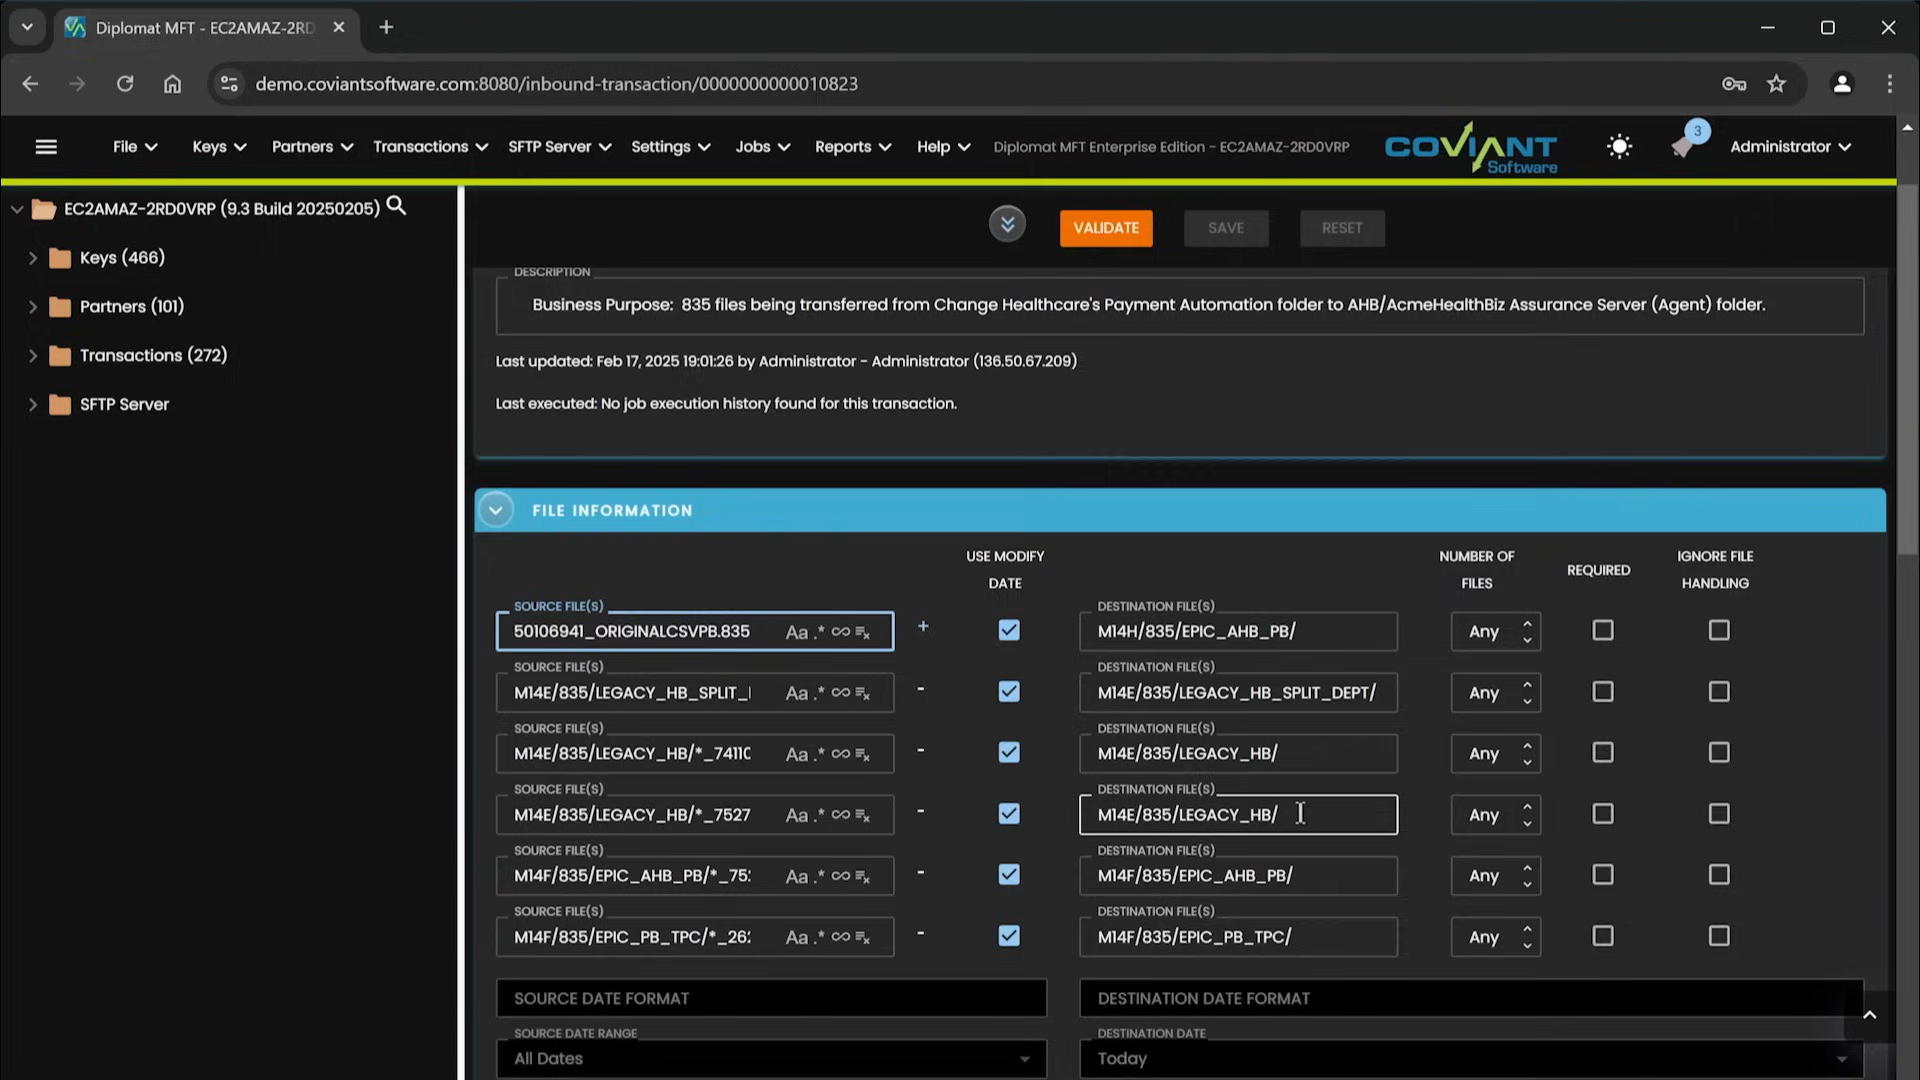 Diplomat MFT - EC2AMAZ-2RD
demo.coviantsoftware.com:8080/inbound-transaction/0000000000010823
File Keys Partners Transactions SFTP Server Settings Jobs Reports Help Diplomat MFT Enterprise Edition - EC2AMAZ-2RD0VRP COVIANT Software 3 Administrator
EC2AMAZ-2RD0VRP (9.3 Build 20250205)
Keys (466)
Partners (101)
Transactions (272)
SFTP Server
VALIDATE SAVE RESET
DESCRIPTION
Business Purpose: 835 files being transferred from Change Healthcare's Payment Automation folder to AHB/AcmeHealthBiz Assurance Server (Agent) folder.
Last updated: Feb 17, 2025 19:01:26 by Administrator - Administrator (136.50.67.209)
Last executed: No job execution history found for this transaction.
FILE INFORMATION
USE MODIFY DATE NUMBER OF FILES REQUIRED IGNORE FILE HANDLING
SOURCE FILE(S) DESTINATION FILE(S)
50106941_ORIGINALCSVPB.835 Aa .* + M14H/835/EPIC_AHB_PB/ Any
SOURCE FILE(S) DESTINATION FILE(S)
M14E/835/LEGACY_HB_SPLIT_ Aa .* - M14E/835/LEGACY_HB_SPLIT_DEPT/ Any
SOURCE FILE(S) DESTINATION FILE(S)
M14E/835/LEGACY_HB/*_7411 Aa .* - M14E/835/LEGACY_HB/ Any
SOURCE FILE(S) DESTINATION FILE(S)
M14E/835/LEGACY_HB/*_7527 Aa .* - M14E/835/LEGACY_HB/ Any
SOURCE FILE(S) DESTINATION FILE(S)
M14F/835/EPIC_AHB_PB/*_75 Aa .* - M14F/835/EPIC_AHB_PB/ Any
SOURCE FILE(S) DESTINATION FILE(S)
M14F/835/EPIC_PB_TPC/*_26 Aa .* - M14F/835/EPIC_PB_TPC/ Any
SOURCE DATE FORMAT DESTINATION DATE FORMAT
SOURCE DATE RANGE DESTINATION DATE
All Dates Today